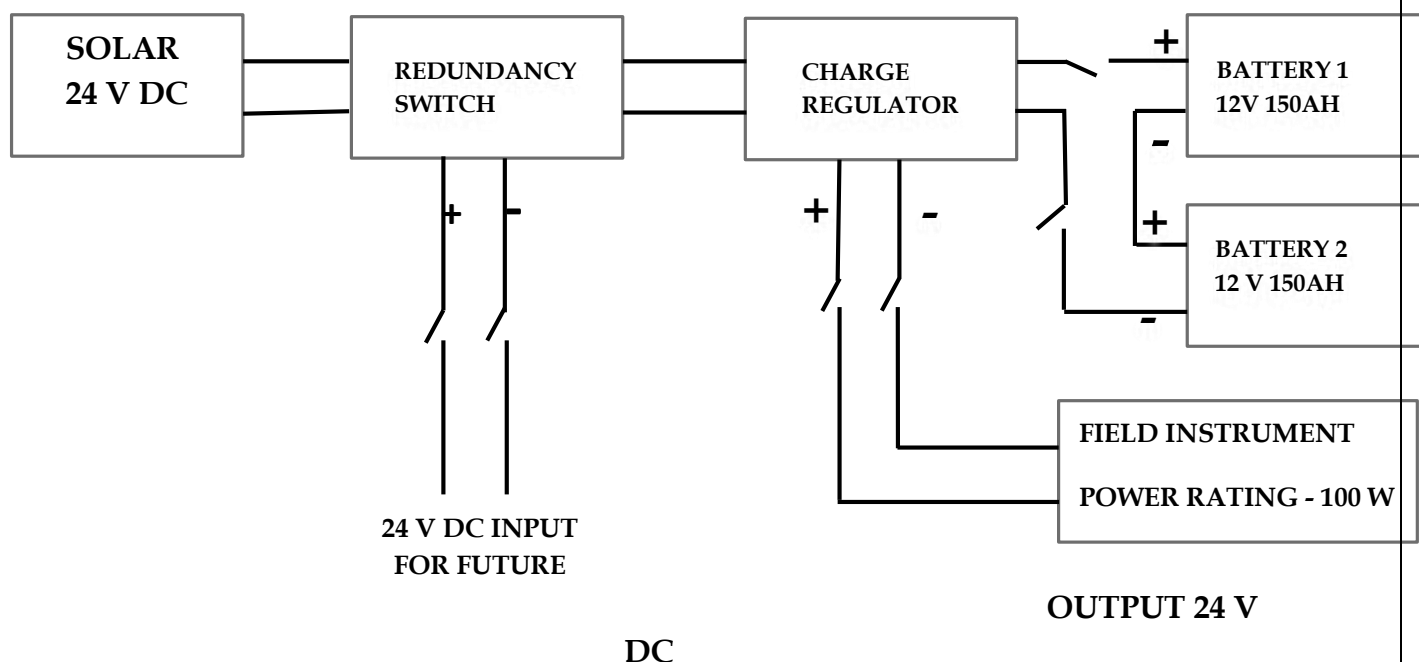 SOLAR
24 V DC
REDUNDANCY
SWITCH
CHARGE
REGULATOR
+
BATTERY 1
12V 150AH
-
+
BATTERY 2
12 V 150AH
-
+
-
+
-
FIELD INSTRUMENT
POWER RATING - 100 W
24 V DC INPUT
FOR FUTURE
OUTPUT 24 V
DC